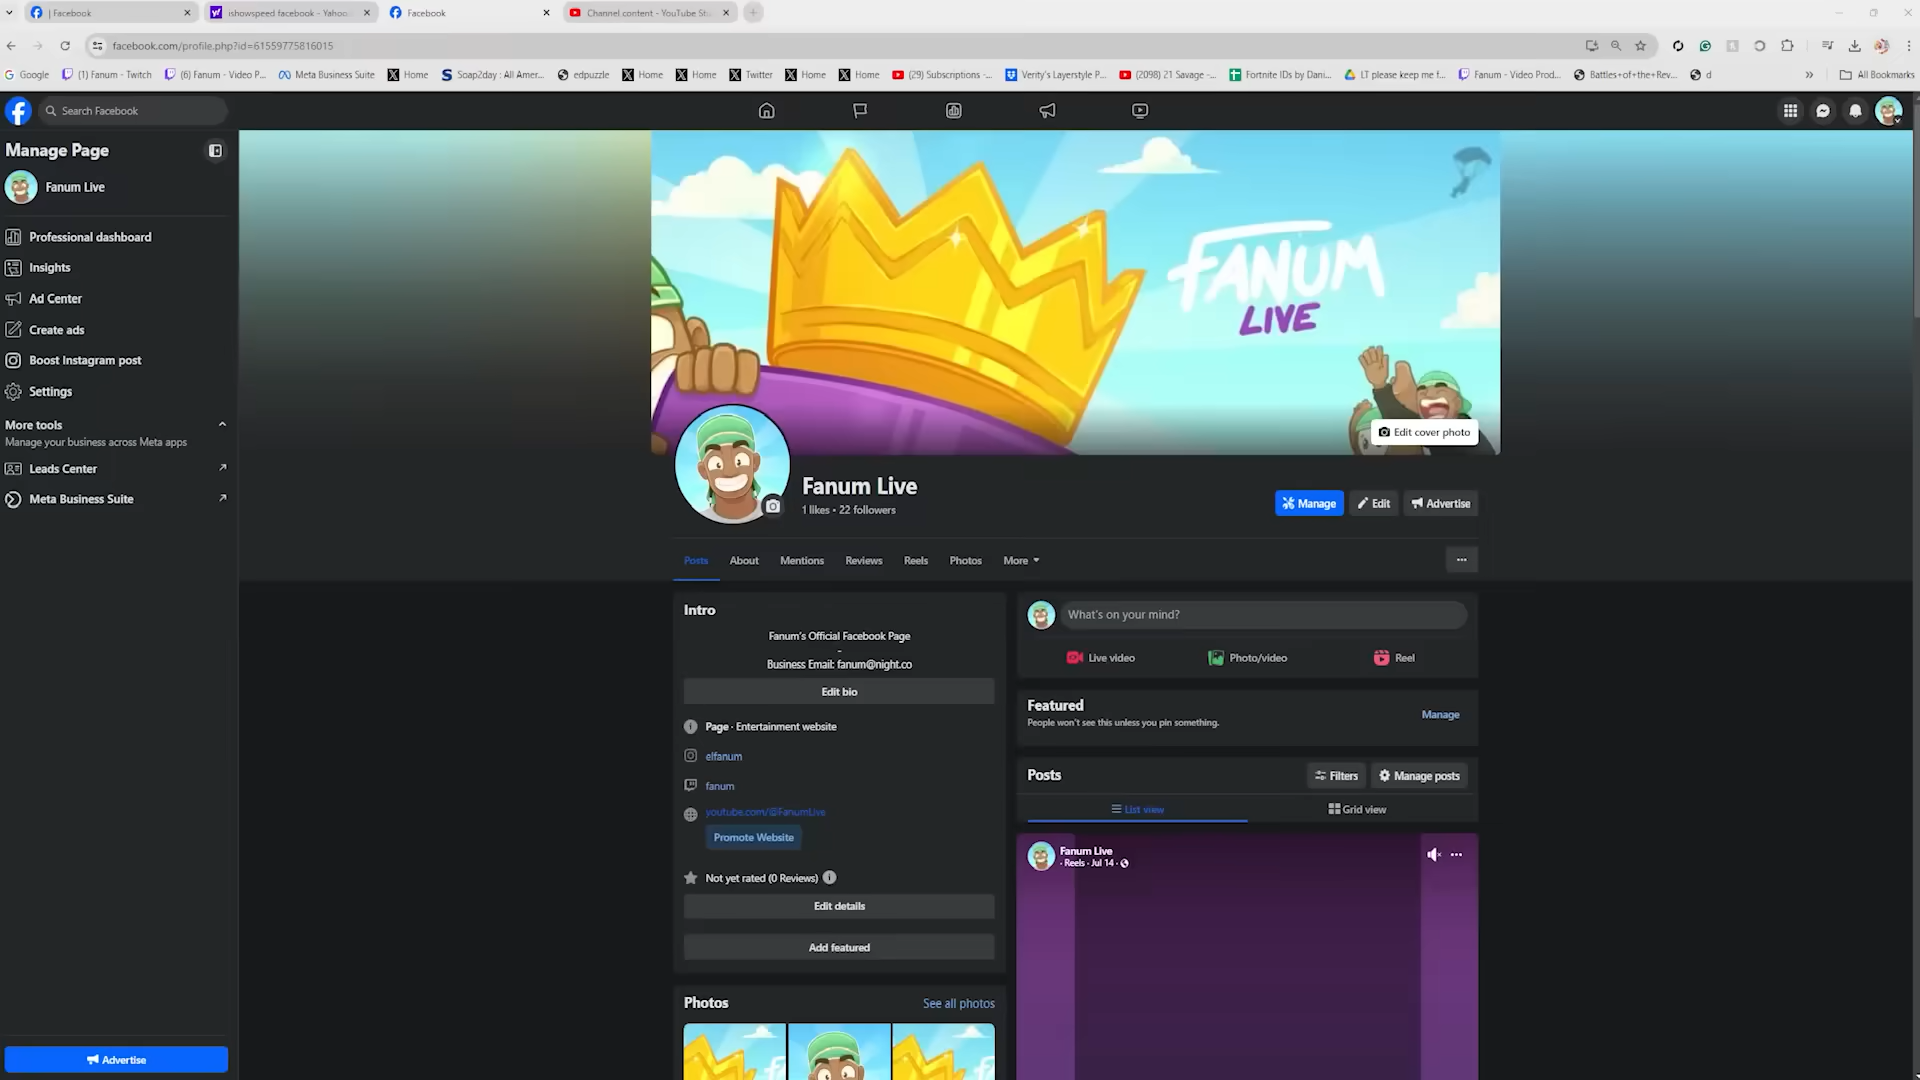 | Facebook
ishowspeed facebook - Yahoo
Facebook
Channel content - YouTube Stu
facebook.com/profile.php?id=61559775816015
Google
(1) Fanum - Twitch
(6) Fanum - Video P...
Meta Business Suite
Home
Soap2day : All Amer...
edpuzzle
Home
Home
Twitter
Home
Home
(29) Subscriptions -...
Verity's Layerstyle P...
(2098) 21 Savage -...
Fortnite IDs by Dani...
LT please keep me f...
Fanum - Video Prod...
Battles+of+the+Rev...
d
All Bookmarks
Search Facebook
Manage Page
Fanum Live
Professional dashboard
Insights
Ad Center
Create ads
Boost Instagram post
Settings
More tools
Manage your business across Meta apps
Leads Center
Meta Business Suite
Advertise
FANUM
LIVE
Edit cover photo
Fanum Live
1 likes • 22 followers
Manage
Edit
Advertise
Posts
About
Mentions
Reviews
Reels
Photos
More
Intro
Fanum's Official Facebook Page
-
Business Email: fanum@night.co
Edit bio
Page · Entertainment website
elfanum
fanum
youtube.com/@FanumLive
Promote Website
Not yet rated (0 Reviews)
Edit details
Add featured
Photos
See all photos
What's on your mind?
Live video
Photo/video
Reel
Featured
People won't see this unless you pin something.
Manage
Posts
Filters
Manage posts
List view
Grid view
Fanum Live
· Reels · Jul 14 ·